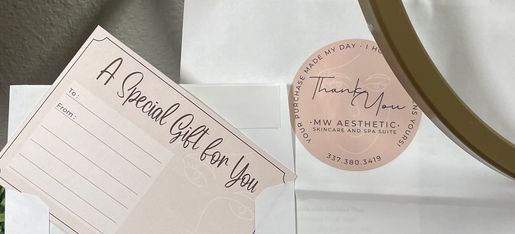 A Special Gift for You
To:
From:
YOUR PURCHASE MADE MY DAY - I HO
NS YOURS!
Thank
You
·MW AESTHETIC·
SKINCARE AND SPA SUITE
337.380.3419